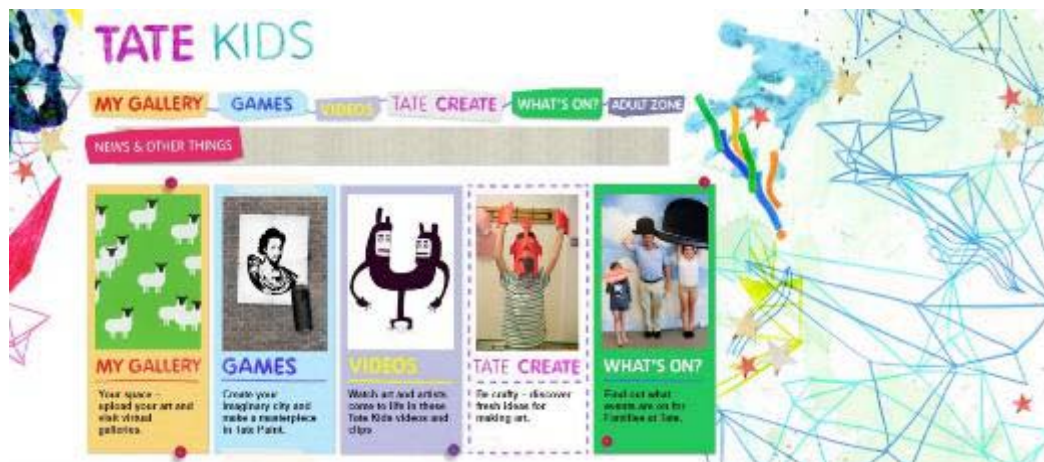 TATE KIDS
MY GALLERY GAMES VIDEOS TATE CREATE WHAT'S ON? ADULT ZONE
NEWS & OTHER THINGS
MY GALLERY
Your space –
upload your art and
visit virtual
galleries.
GAMES
Create your
imaginary city and
make a masterpiece
in Tate Paint.
VIDEOS
Watch art and artists
come to life in these
Tate Kids videos and
clips
TATE CREATE
Be crafty – discover
fresh ideas for
making art.
WHAT'S ON?
Find out what
events are on for
Families at Tate.